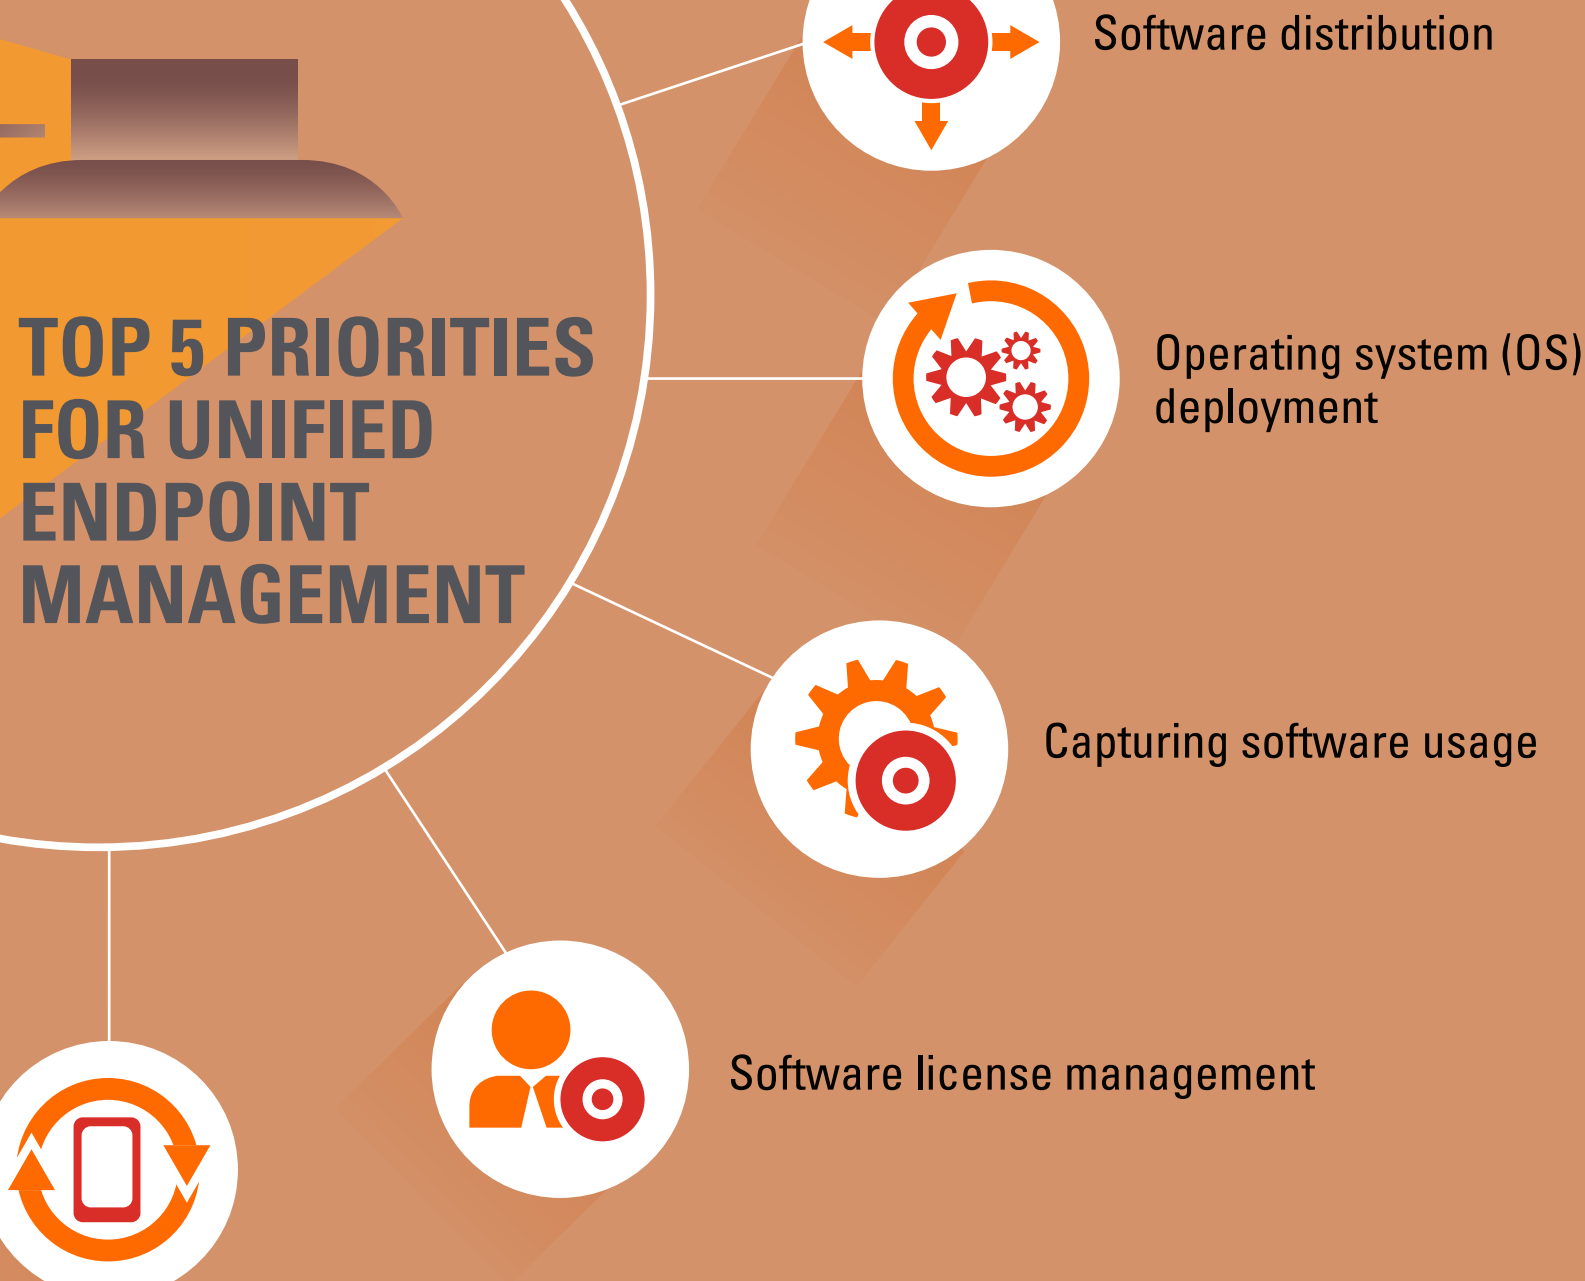 Software distribution
TOP 5 PRIORITIES
FOR UNIFIED
ENDPOINT
MANAGEMENT
Operating system (OS)
deployment
Capturing software usage
Software license management